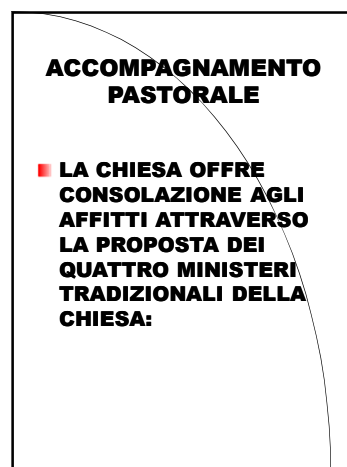 ACCOMPAGNAMENTO
PASTORALE
LA CHIESA OFFRE
CONSOLAZIONE AGLI
AFFITTI ATTRAVERSO
LA PROPOSTA DEI
QUATTRO MINISTERI
TRADIZIONALI DELLA
CHIESA: